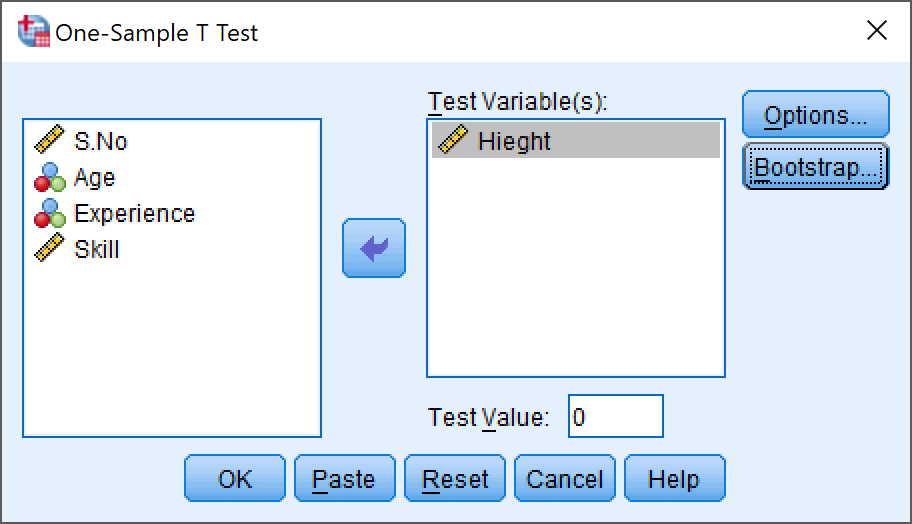 One-Sample T Test
S.No
Age
Experience
Skill
Test Variable(s):
Hieght
Options...
Bootstrap...
Test Value: 0
OK Paste Reset Cancel Help